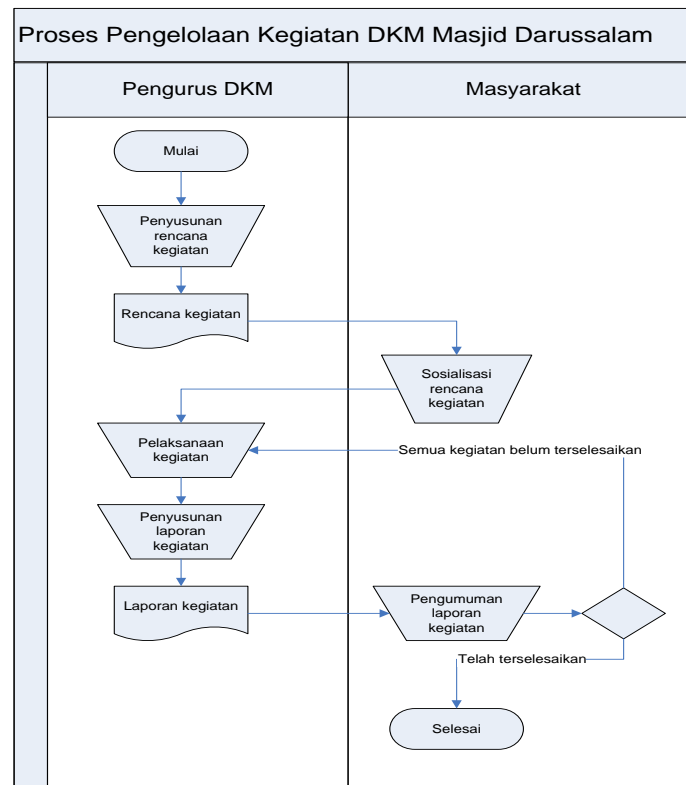 Proses Pengelolaan Kegiatan DKM Masjid Darussalam
Pengurus DKM
Masyarakat
Mulai
Penyusunan
rencana
kegiatan
Rencana kegiatan
Sosialisasi
rencana
kegiatan
Pelaksanaan
kegiatan
Semua kegiatan belum terselesaikan
Penyusunan
laporan
kegiatan
Laporan kegiatan
Pengumuman
laporan
kegiatan
Telah terselesaikan
Selesai